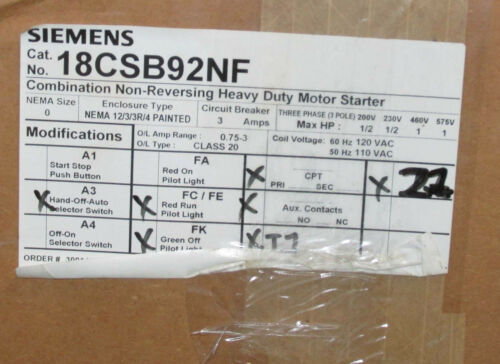 SIEMENS
Cat.
No. 18CSB92NF
Combination Non-Reversing Heavy Duty Motor Starter
NEMA Size
0
Enclosure Type
NEMA 12/3/3R/4 PAINTED
Circuit Breaker
3 Amps
THREE PHASE (3 POLE) 200V 230V 460V 575V
Max HP : 1/2 1/2 1 1
Modifications
O/L Amp Range : 0.75-3
O/L Type : CLASS 20
Coil Voltage: 60 Hz 120 VAC
50 Hz 110 VAC
A1
Start Stop
Push Button
FA
Red On
Pilot Light
X
CPT
PRI SEC
X
22
X
A3
Hand-Off-Auto
Selector Switch
X
FC / FE
Red Run
Pilot Light
X
Aux. Contacts
NO NC
A4
Off-On
Selector Switch
X
FK
Green Off
Pilot Light
X
ORDER #